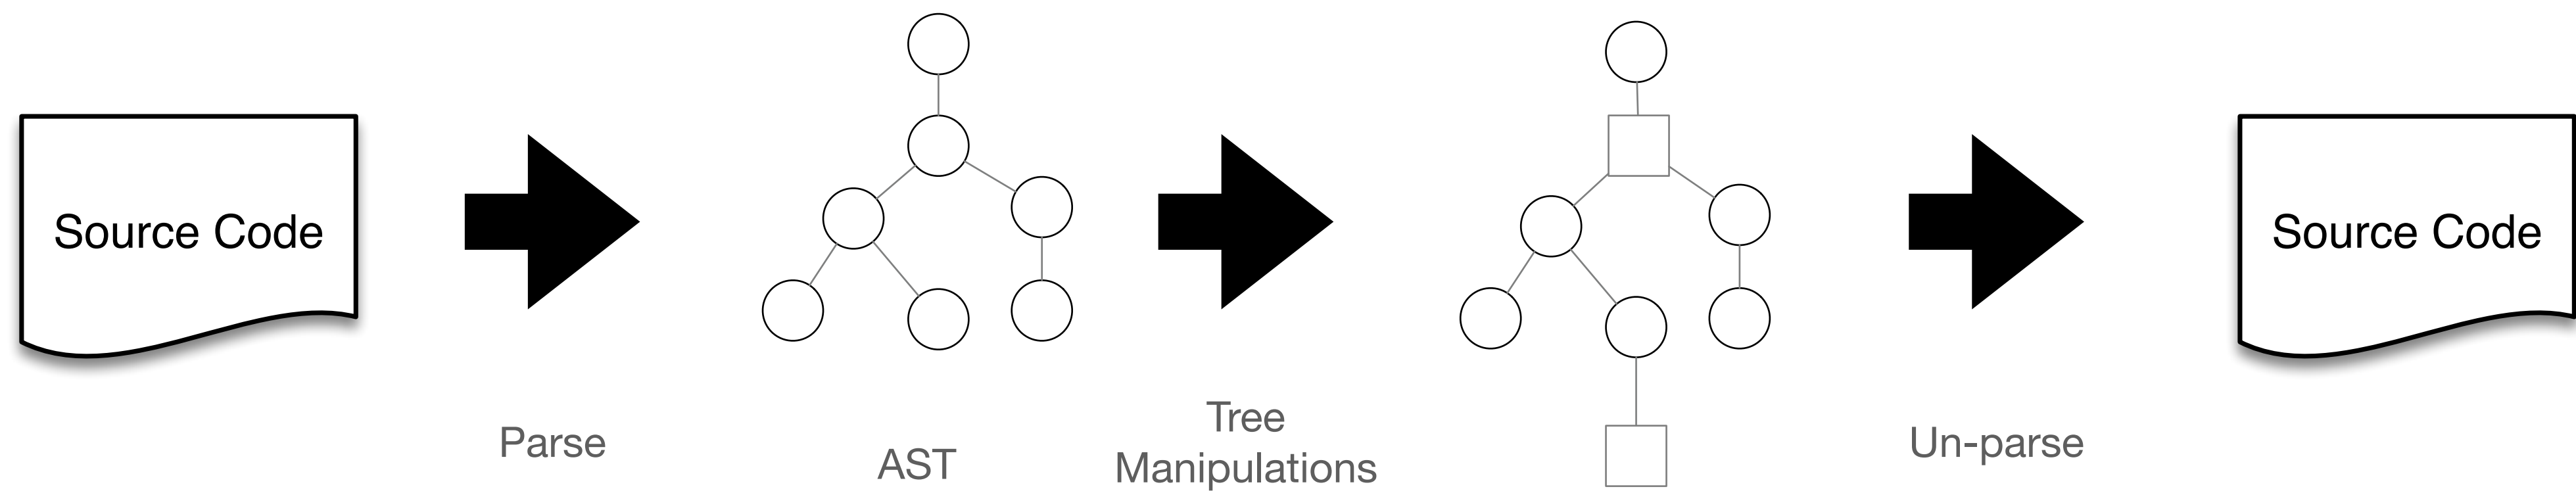 Source Code
Parse
AST
Tree
Manipulations
Un-parse
Source Code